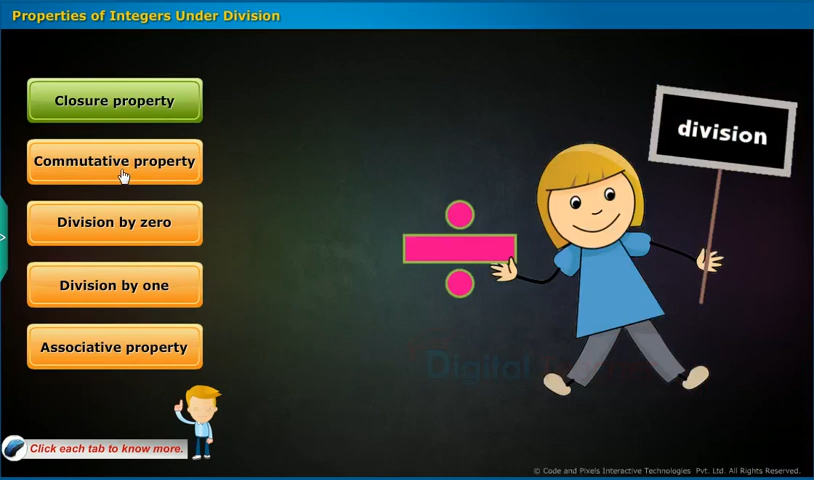 Properties of Integers Under Division
Closure property
Commutative property
Division by zero
Division by one
Associative property
division
Digital
Click each tab to know more.
© Code and Pixels Interactive Technologies Pvt. Ltd. All Rights Reserved.